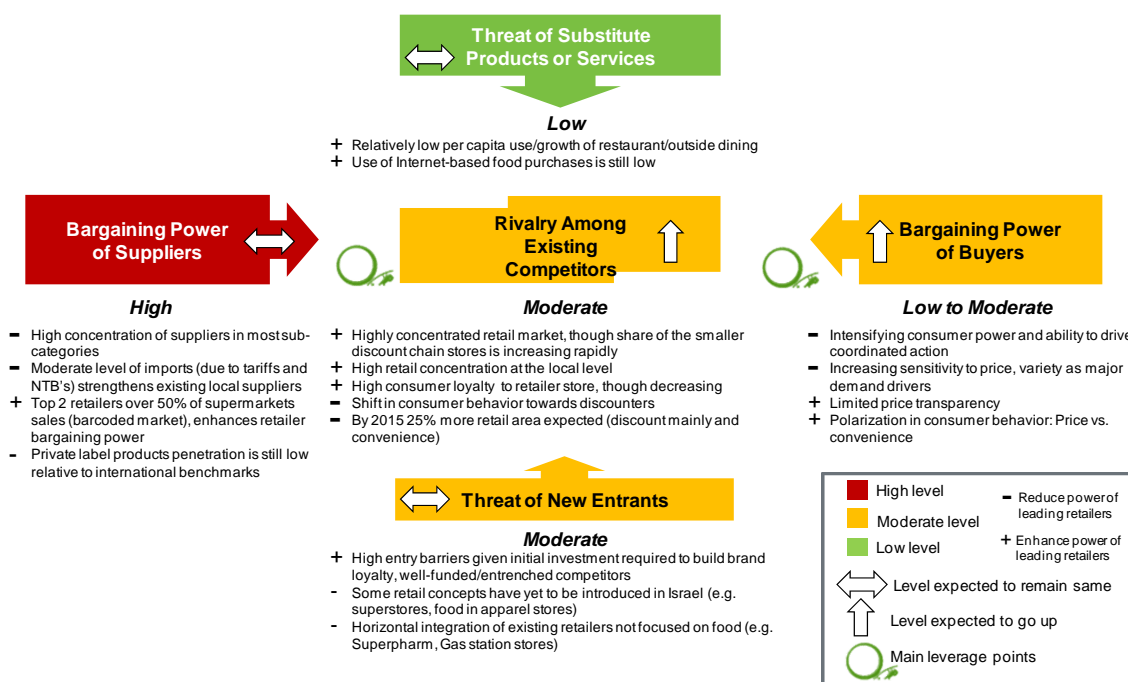 Threat of Substitute
Products or Services
Low
+ Relatively low per capita use/growth of restaurant/outside dining
+ Use of Internet-based food purchases is still low
Bargaining Power
of Suppliers
High
- High concentration of suppliers in most sub-
categories
- Moderate level of imports (due to tariffs and
NTB's) strengthens existing local suppliers
+ Top 2 retailers over 50% of supermarkets
sales (barcoded market), enhances retailer
bargaining power
- Private label products penetration is still low
relative to international benchmarks
Rivalry Among
Existing
Competitors
Moderate
+ Highly concentrated retail market, though share of the smaller
discount chain stores is increasing rapidly
+ High retail concentration at the local level
+ High consumer loyalty to retailer store, though decreasing
- Shift in consumer behavior towards discounters
- By 2015 25% more retail area expected (discount mainly and
convenience)
Bargaining Power
of Buyers
Low to Moderate
- Intensifying consumer power and ability to drive
coordinated action
- Increasing sensitivity to price, variety as major
demand drivers
+ Limited price transparency
+ Polarization in consumer behavior: Price vs.
convenience
Threat of New Entrants
Moderate
+ High entry barriers given initial investment required to build brand
loyalty, well-funded/entrenched competitors
- Some retail concepts have yet to be introduced in Israel (e.g.
superstores, food in apparel stores)
- Horizontal integration of existing retailers not focused on food (e.g.
Superpharm, Gas station stores)
High level
Moderate level
Low level
- Reduce power of
leading retailers
+ Enhance power of
leading retailers
Level expected to remain same
Level expected to go up
Main leverage points